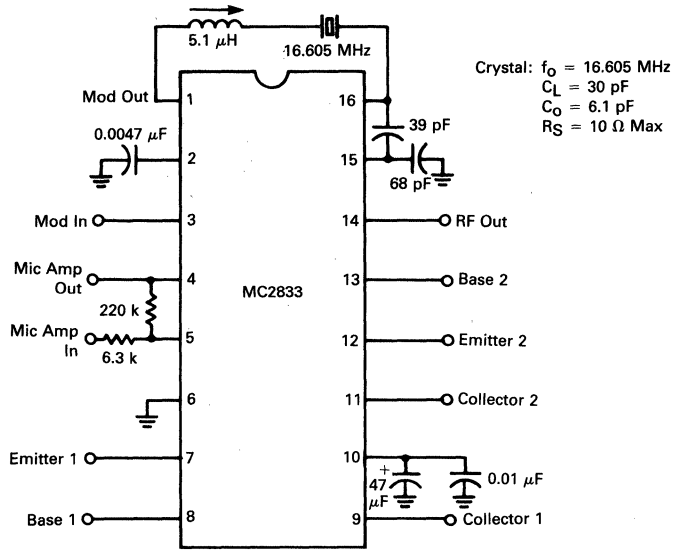 5.1 μH
16.605 MHz
Crystal: fo = 16.605 MHz
CL = 30 pF
Co = 6.1 pF
RS = 10 Ω Max
Mod Out
1
16
39 pF
0.0047 μF
2
15
68 pF
Mod In
3
14
RF Out
Mic Amp
Out
4
13
Base 2
MC2833
220 k
Mic Amp
In
5
6.3 k
12
Emitter 2
6
11
Collector 2
Emitter 1
7
10
+
47
μF
0.01 μF
Base 1
8
9
Collector 1